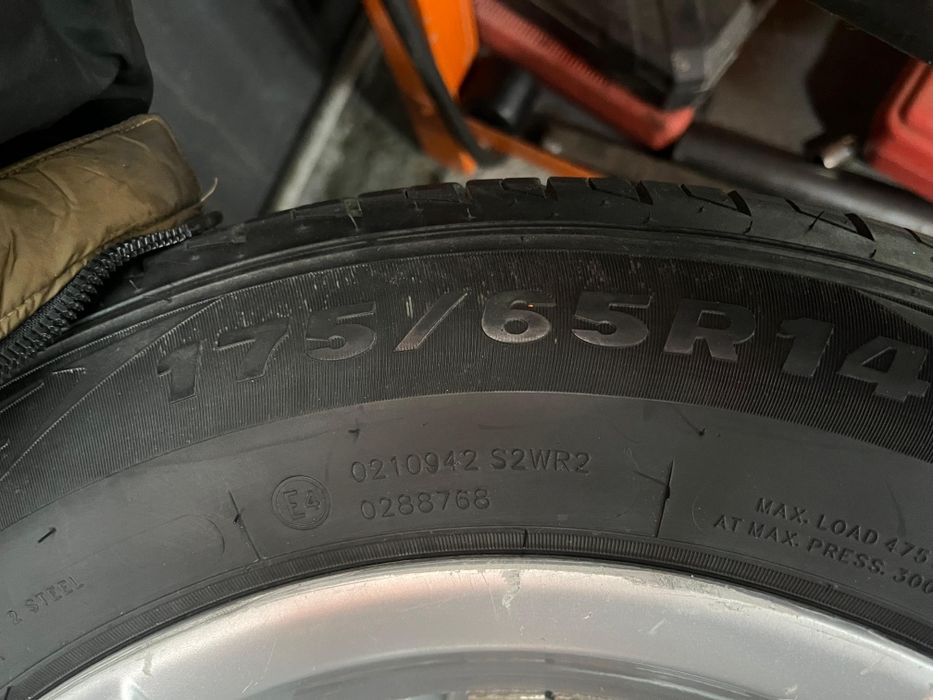 175/65R14
E4
0210942 S2WR2
0288768
MAX. LOAD 475
AT MAX. PRESS. 300
2 STEEL